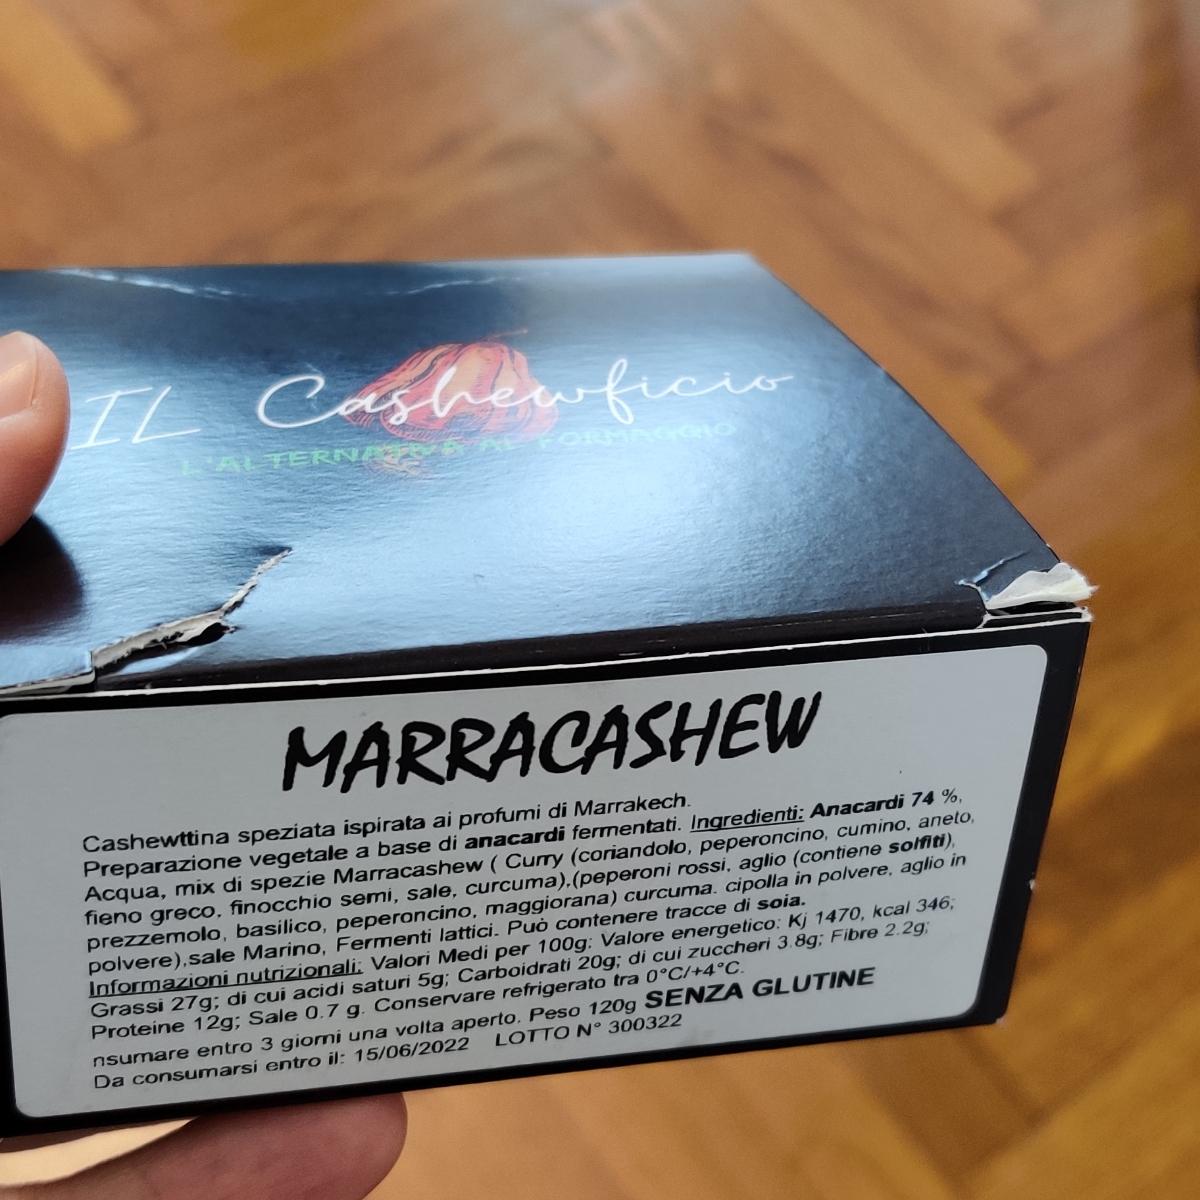 IL Cashewficio
L'ALTERNATIVA AL FORMAGGIO
MARRACASHEW
Cashewttina speziata ispirata ai profumi di Marrakech.
Preparazione vegetale a base di anacardi fermentati. Ingredienti: Anacardi 74 %,
Acqua, mix di spezie Marracashew ( Curry (coriandolo, peperoncino, cumino, aneto,
fieno greco, finocchio semi, sale, curcuma),(peperoni rossi, aglio (contiene solfiti),
prezzemolo, basilico, peperoncino, maggiorana) curcuma. cipolla in polvere, aglio in
polvere),sale Marino, Fermenti lattici. Può contenere tracce di soia.
Informazioni nutrizionali: Valori Medi per 100g: Valore energetico: Kj 1470, kcal 346;
Grassi 27g; di cui acidi saturi 5g; Carboidrati 20g; di cui zuccheri 3.8g; Fibre 2.2g;
Proteine 12g; Sale 0.7 g. Conservare refrigerato tra 0°C/+4°C.
nsumare entro 3 giorni una volta aperto. Peso 120g SENZA GLUTINE
Da consumarsi entro il: 15/06/2022 LOTTO N° 300322